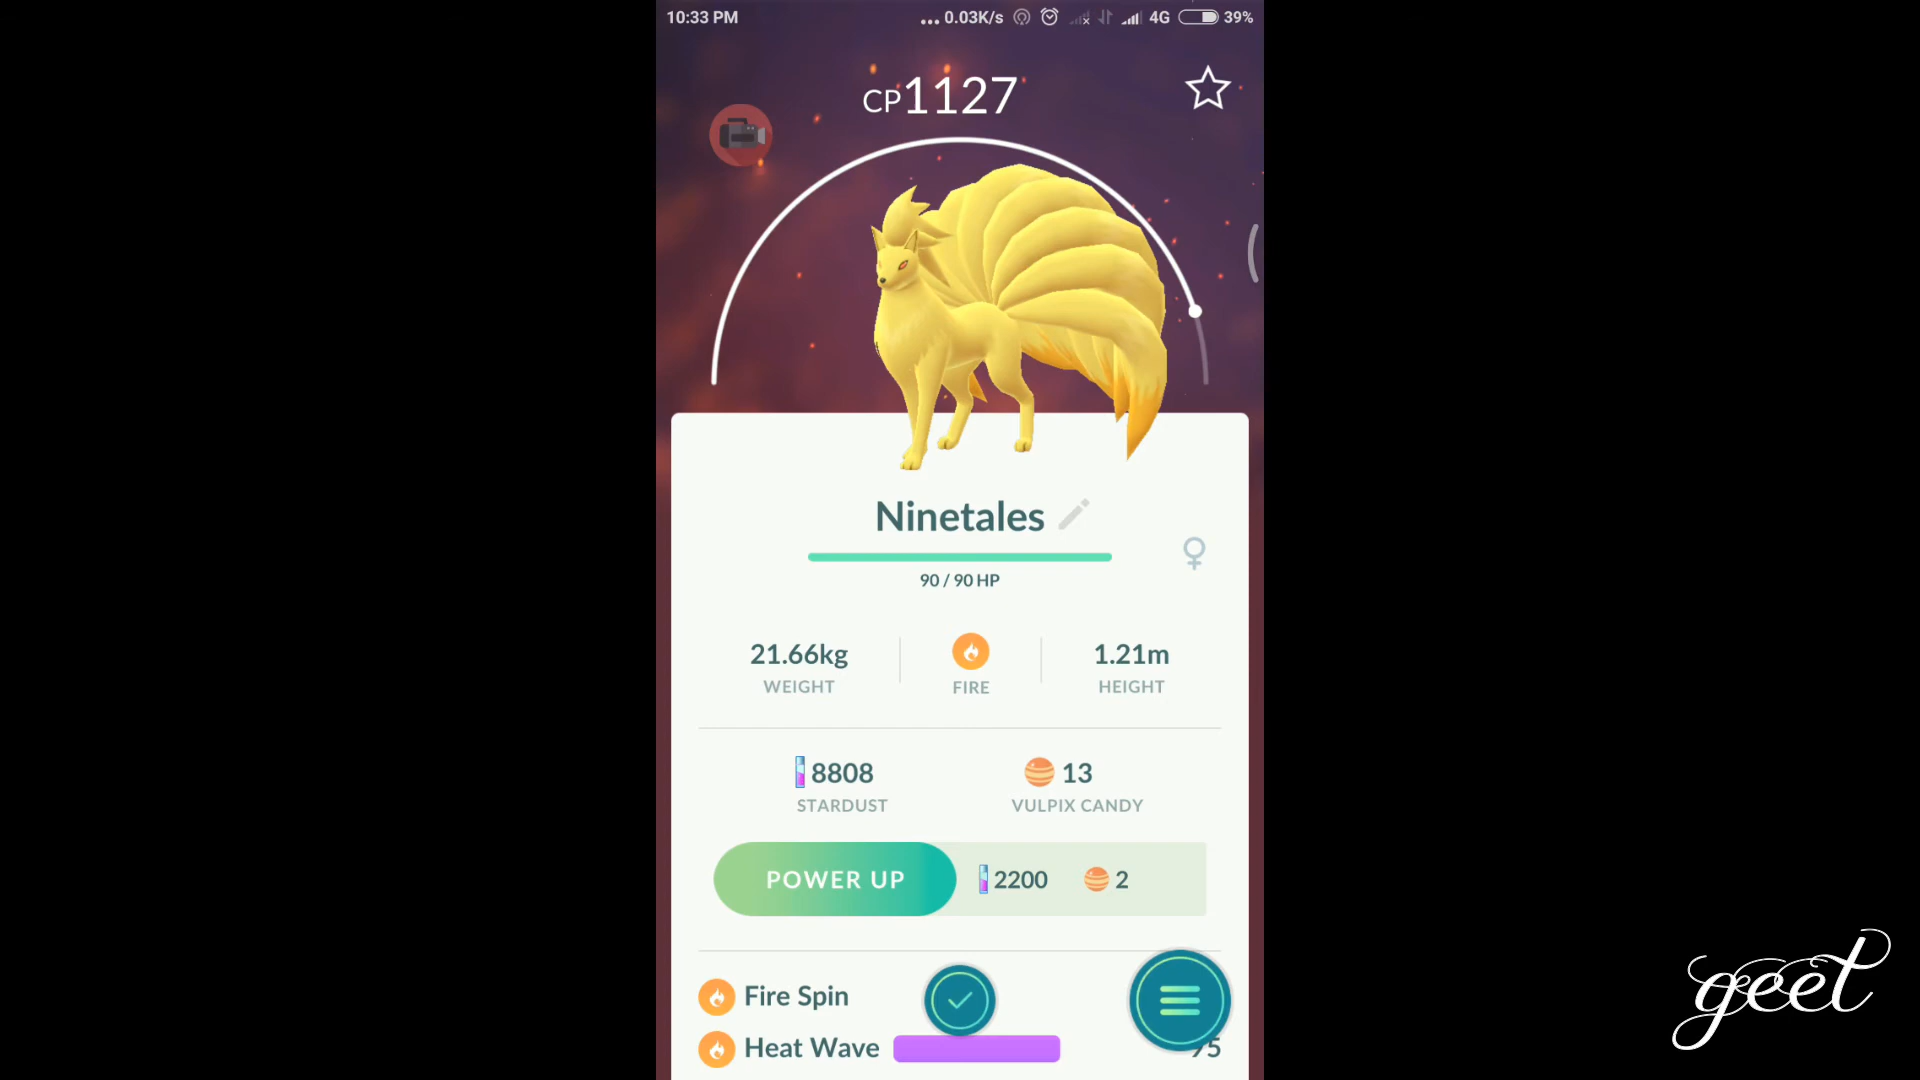 10:33 PM ... 0.03K/s 4G 39%
CP1127
Ninetales
90 / 90 HP
21.66kg 1.21m
WEIGHT FIRE HEIGHT
8808 13
STARDUST VULPIX CANDY
POWER UP 2200 2
Fire Spin
Heat Wave 95
geet